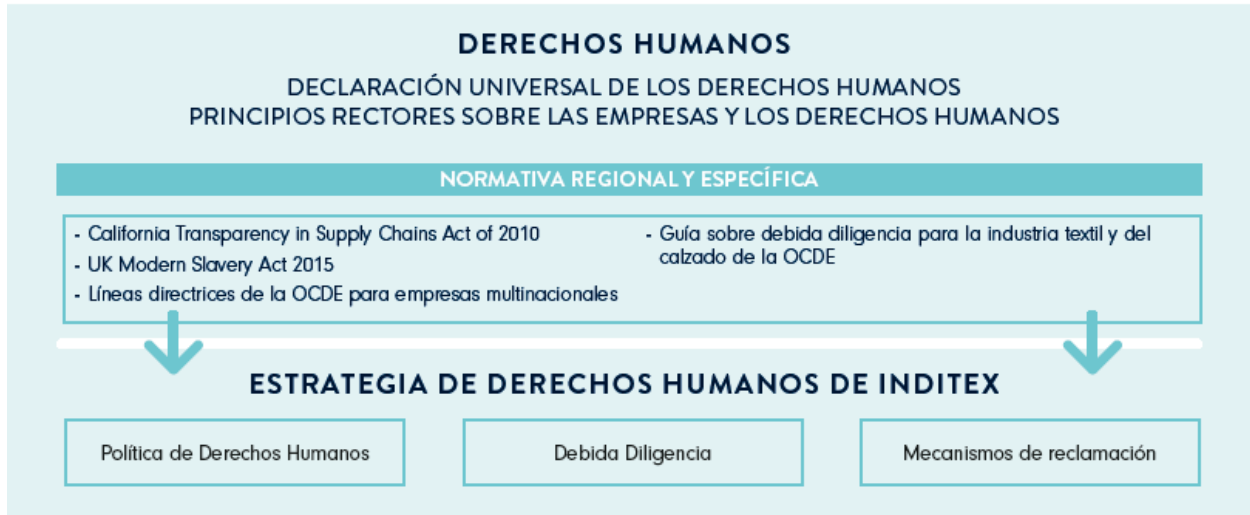 DERECHOS HUMANOS
DECLARACIÓN UNIVERSAL DE LOS DERECHOS HUMANOS
PRINCIPIOS RECTORES SOBRE LAS EMPRESAS Y LOS DERECHOS HUMANOS
NORMATIVA REGIONAL Y ESPECÍFICA
- California Transparency in Supply Chains Act of 2010
- UK Modern Slavery Act 2015
- Líneas directrices de la OCDE para empresas multinacionales
- Guía sobre debida diligencia para la industria textil y del
calzado de la OCDE
ESTRATEGIA DE DERECHOS HUMANOS DE INDITEX
Política de Derechos Humanos
Debida Diligencia
Mecanismos de reclamación